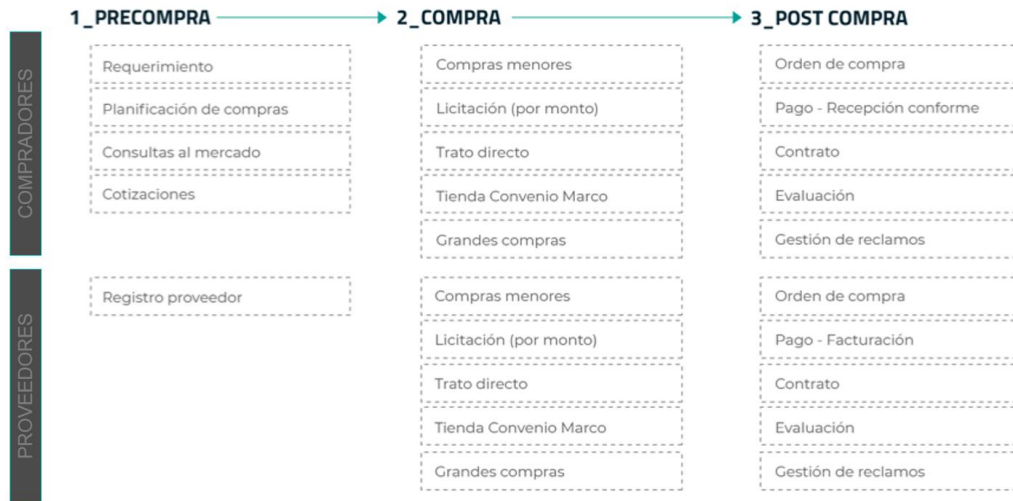 1_PRECOMPRA
2_COMPRA
3_POST COMPRA
COMPRADORES
Requerimiento
Planificación de compras
Consultas al mercado
Cotizaciones
Compras menores
Licitación (por monto)
Trato directo
Tienda Convenio Marco
Grandes compras
Orden de compra
Pago - Recepción conforme
Contrato
Evaluación
Gestión de reclamos
PROVEEDORES
Registro proveedor
Compras menores
Licitación (por monto)
Trato directo
Tienda Convenio Marco
Grandes compras
Orden de compra
Pago - Facturación
Contrato
Evaluación
Gestión de reclamos